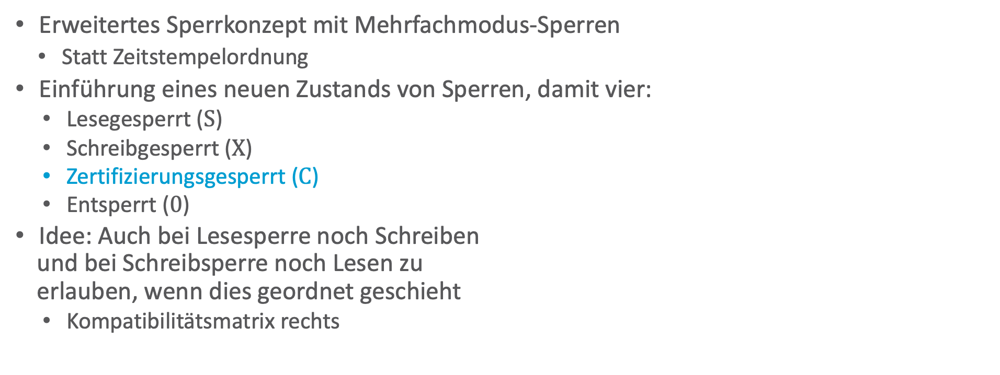 • Erweitertes Sperrkonzept mit Mehrfachmodus-Sperren
• Statt Zeitstempelordnung
• Einführung eines neuen Zustands von Sperren, damit vier:
• Lesegesperrt (S)
• Schreibgesperrt (X)
• Zertifizierungsgesperrt (C)
• Entsperrt (0)
• Idee: Auch bei Lesesperre noch Schreiben
und bei Schreibsperre noch Lesen zu
erlauben, wenn dies geordnet geschieht
• Kompatibilitätsmatrix rechts